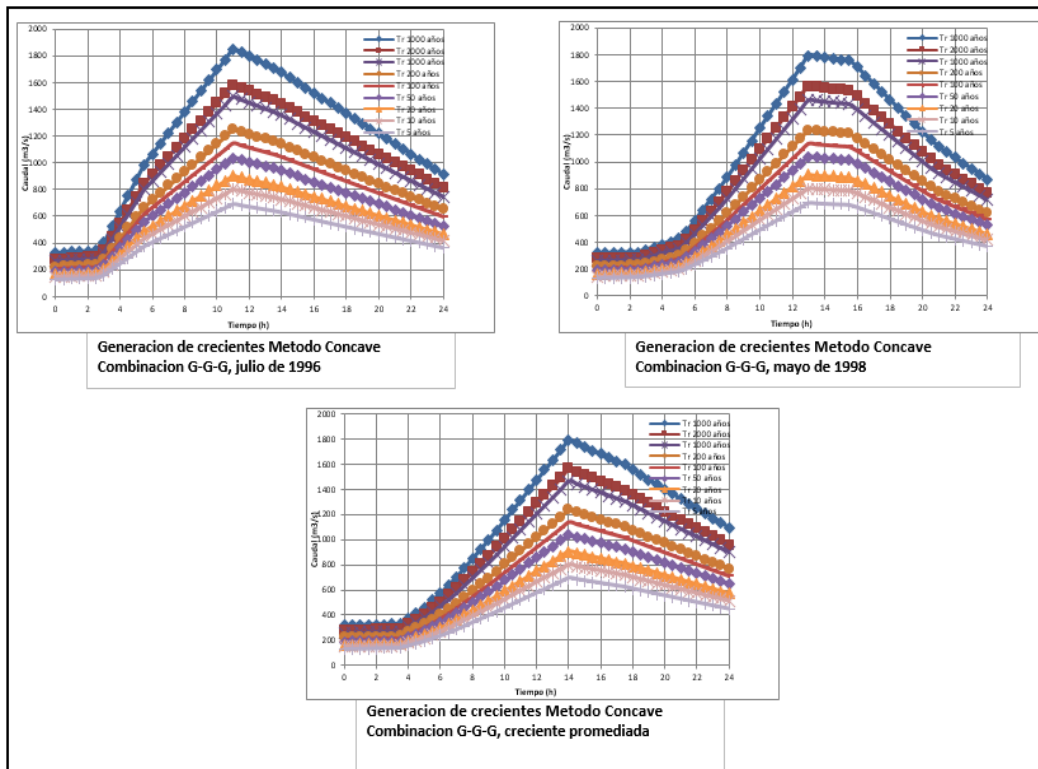 2000
1800
1600
1400
1200
1000
800
600
400
200
0
Caudal (m3/s)
0 2 4 6 8 10 12 14 16 18 20 22 24
Tiempo (h)
Tr 1000 años
Tr 2000 años
Tr 1000 años
Tr 200 años
Tr 100 años
Tr 50 años
Tr 20 años
Tr 10 años
Tr 5 años
Generacion de crecientes Metodo Concave
Combinacion G-G-G, julio de 1996
2000
1800
1600
1400
1200
1000
800
600
400
200
0
Caudal (m3/s)
0 2 4 6 8 10 12 14 16 18 20 22 24
Tiempo (h)
Tr 1000 años
Tr 2000 años
Tr 1000 años
Tr 200 años
Tr 100 años
Tr 50 años
Tr 20 años
Tr 10 años
Tr 5 años
Generacion de crecientes Metodo Concave
Combinacion G-G-G, mayo de 1998
2000
1800
1600
1400
1200
1000
800
600
400
200
0
Caudal (m3/s)
0 2 4 6 8 10 12 14 16 18 20 22 24
Tiempo (h)
Tr 1000 años
Tr 2000 años
Tr 1000 años
Tr 200 años
Tr 100 años
Tr 50 años
Tr 20 años
Tr 10 años
Tr 5 años
Generacion de crecientes Metodo Concave
Combinacion G-G-G, creciente promediada